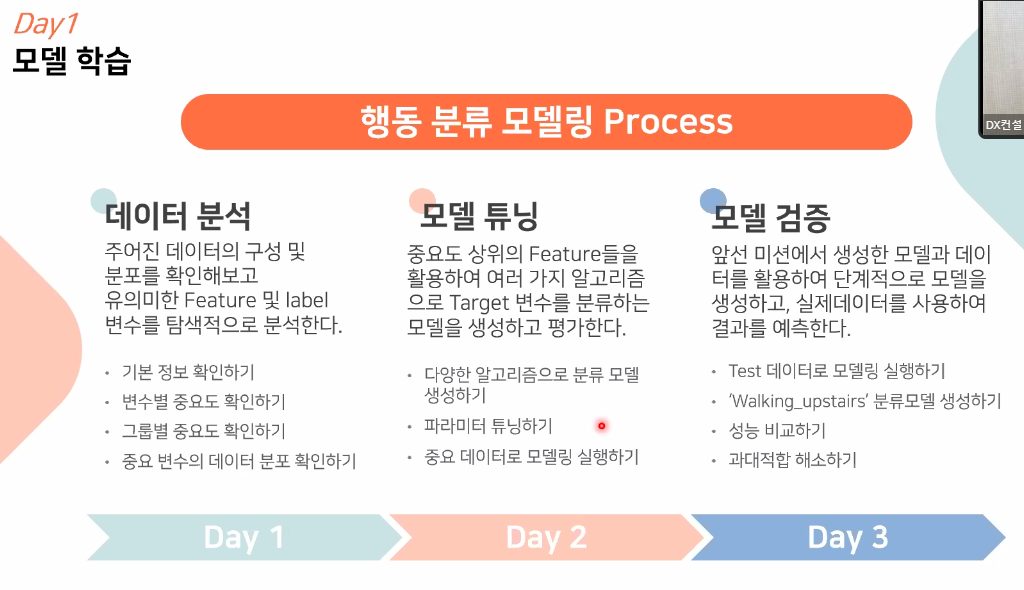 Day1
모델 학습
DX컨설
행동 분류 모델링 Process
데이터 분석
주어진 데이터의 구성 및
분포를 확인해보고
유의미한 Feature 및 label
변수를 탐색적으로 분석한다.
• 기본 정보 확인하기
• 변수별 중요도 확인하기
• 그룹별 중요도 확인하기
• 중요 변수의 데이터 분포 확인하기
모델 튜닝
중요도 상위의 Feature들을
활용하여 여러 가지 알고리즘
으로 Target 변수를 분류하는
모델을 생성하고 평가한다.
• 다양한 알고리즘으로 분류 모델
생성하기
• 파라미터 튜닝하기
• 중요 데이터로 모델링 실행하기
모델 검증
앞선 미션에서 생성한 모델과 데이
터를 활용하여 단계적으로 모델을
생성하고, 실제데이터를 사용하여
결과를 예측한다.
• Test 데이터로 모델링 실행하기
• ‘Walking_upstairs’ 분류모델 생성하기
• 성능 비교하기
• 과대적합 해소하기
Day 1
Day 2
Day 3